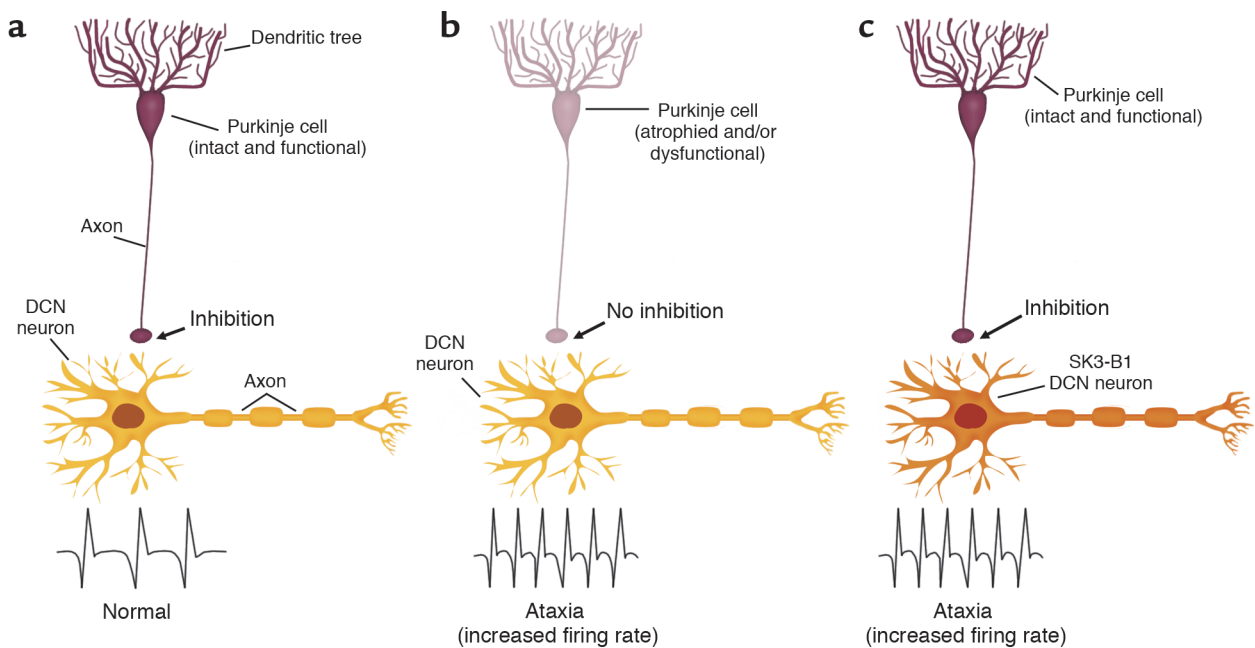 a
Dendritic tree
Purkinje cell
(intact and functional)
Axon
DCN
neuron
Inhibition
Axon
Normal
b
Purkinje cell
(atrophied and/or
dysfunctional)
No inhibition
DCN
neuron
Ataxia
(increased firing rate)
c
Purkinje cell
(intact and functional)
Inhibition
SK3-B1
DCN neuron
Ataxia
(increased firing rate)